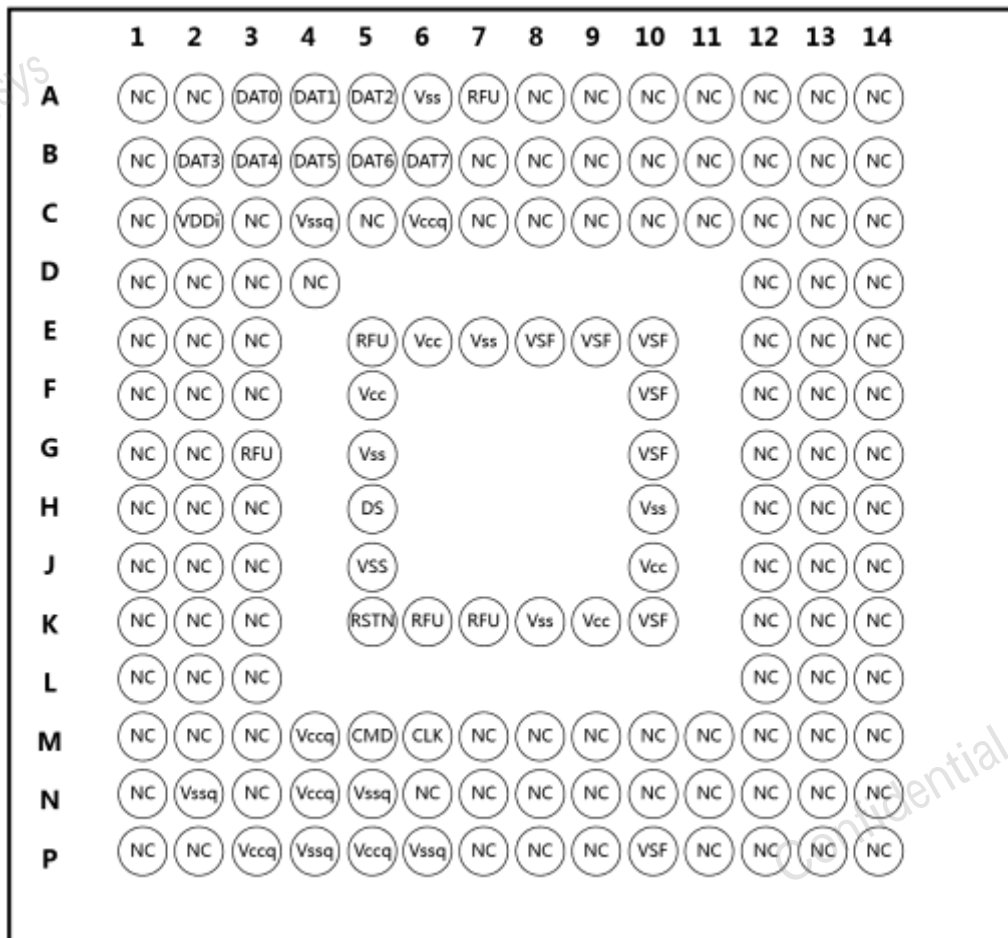 1 2 3 4 5 6 7 8 9 10 11 12 13 14
A NC NC DAT0 DAT1 DAT2 Vss RFU NC NC NC NC NC NC NC
B NC DAT3 DAT4 DAT5 DAT6 DAT7 NC NC NC NC NC NC NC NC
C NC VDDi NC Vssq NC Vccq NC NC NC NC NC NC NC NC
D NC NC NC NC NC NC NC
E NC NC NC RFU Vcc Vss VSF VSF VSF NC NC NC
F NC NC NC Vcc VSF NC NC NC
G NC NC RFU Vss VSF NC NC NC
H NC NC NC DS Vss NC NC NC
J NC NC NC VSS Vcc NC NC NC
K NC NC NC RSTN RFU RFU Vss Vcc VSF NC NC NC
L NC NC NC NC NC NC
M NC NC NC Vccq CMD CLK NC NC NC NC NC NC NC NC
N NC Vssq NC Vccq Vssq NC NC NC NC NC NC NC NC NC
P NC NC Vccq Vssq Vccq Vssq NC NC NC VSF NC NC NC NC
Confidential